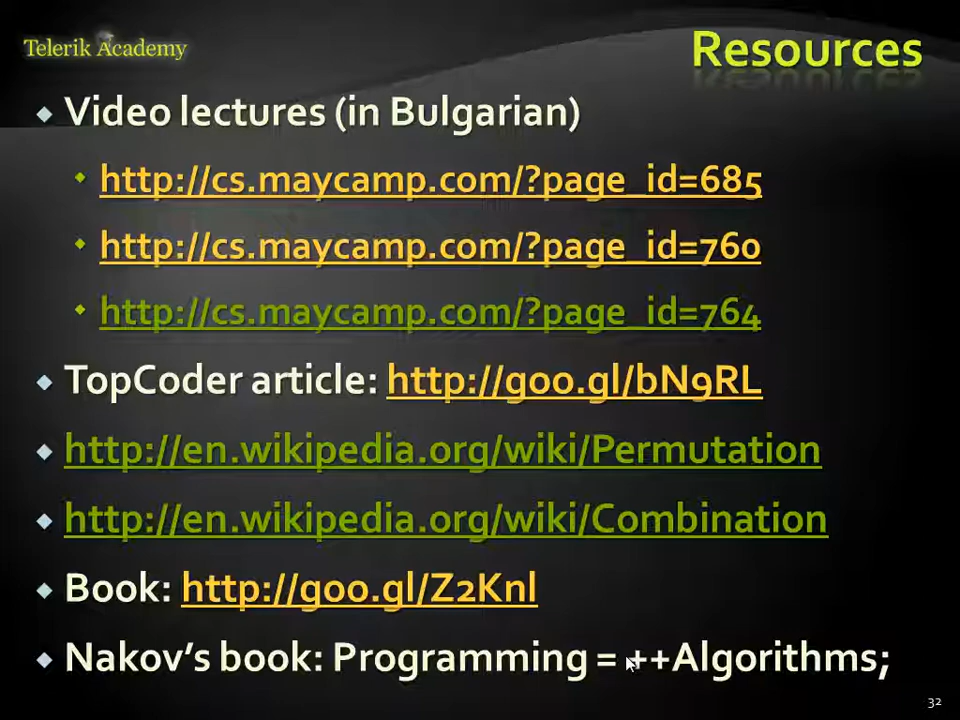 Telerik Academy
Resources
Video lectures (in Bulgarian)
http://cs.maycamp.com/?page_id=685
http://cs.maycamp.com/?page_id=760
http://cs.maycamp.com/?page_id=764
TopCoder article: http://goo.gl/bN9RL
http://en.wikipedia.org/wiki/Permutation
http://en.wikipedia.org/wiki/Combination
Book: http://goo.gl/Z2Knl
Nakov’s book: Programming = ++Algorithms;
32